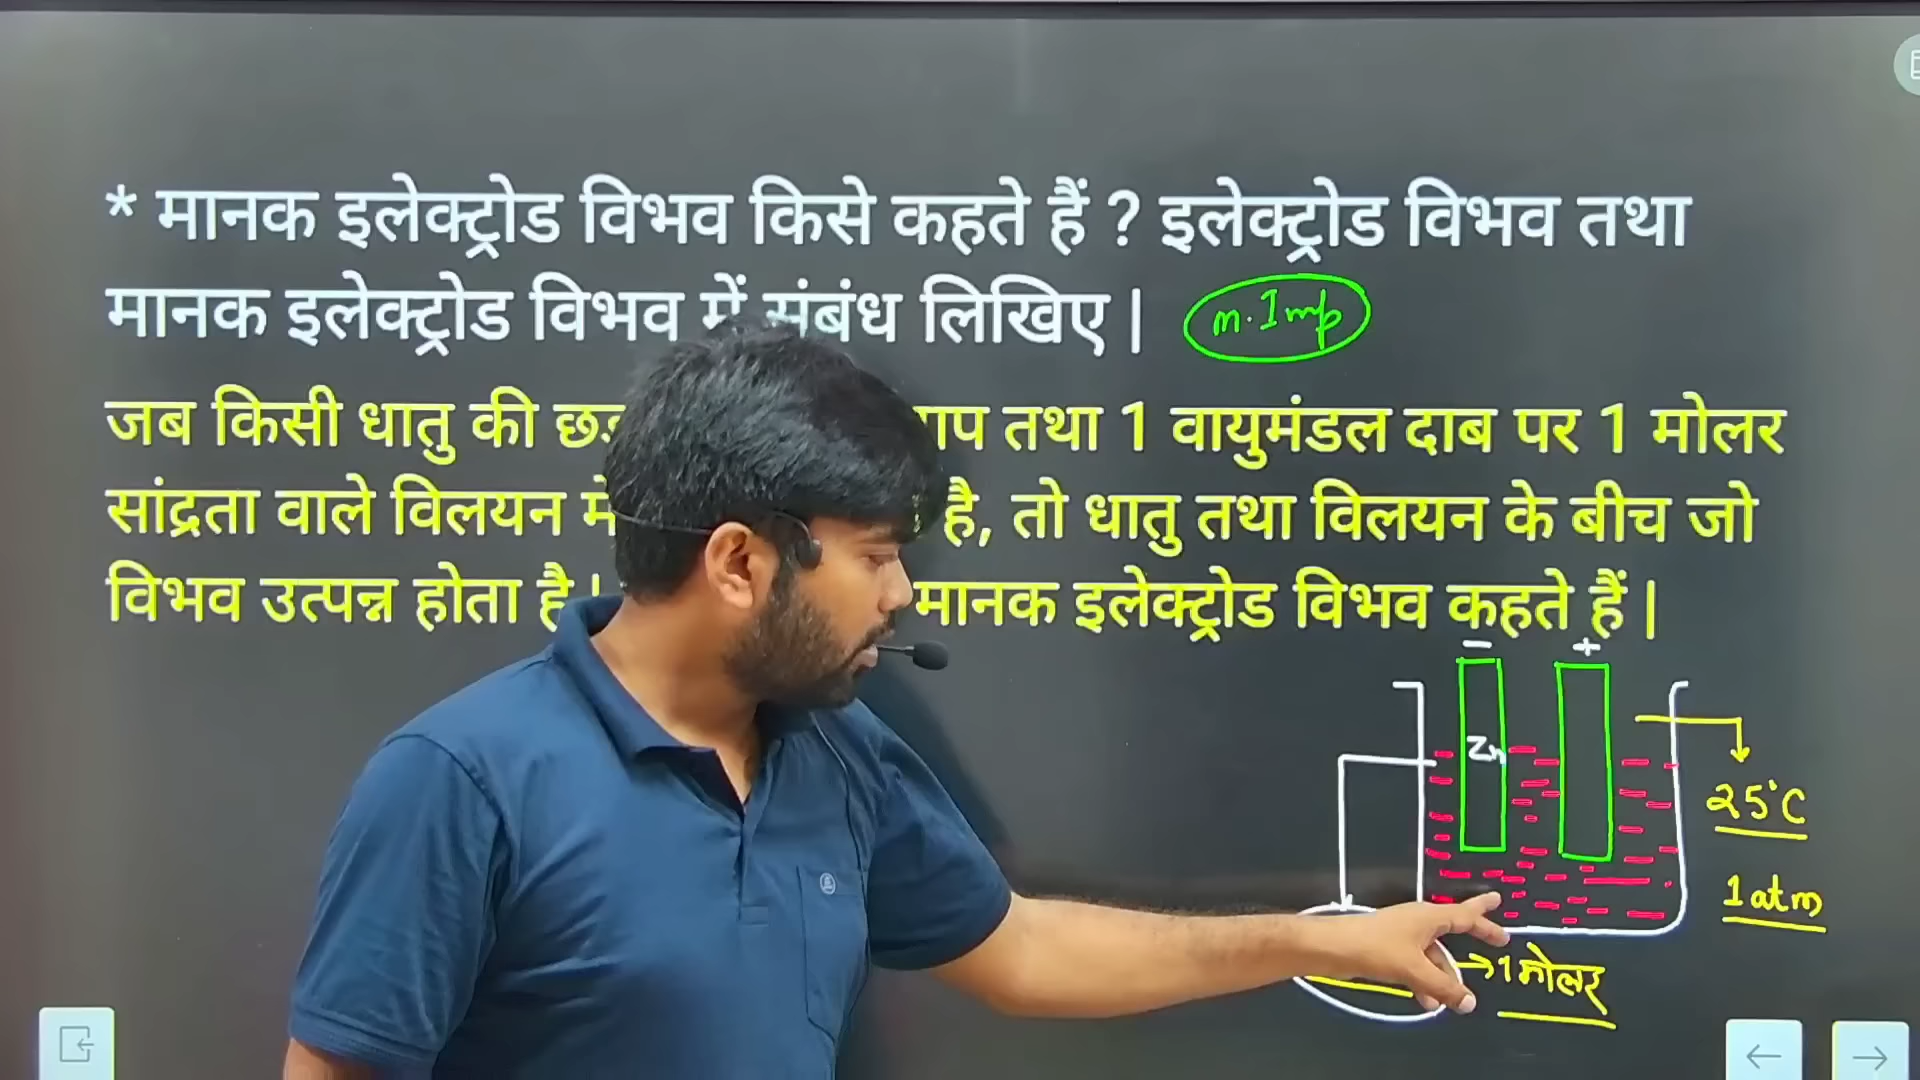 * मानक इलेक्ट्रोड विभव किसे कहते हैं ? इलेक्ट्रोड विभव तथा
मानक इलेक्ट्रोड विभव में संबंध लिखिए |
m. Imp
जब किसी धातु की तथा 1 वायुमंडल दाब पर 1 मोलर
सांद्रता वाले विलयन में है, तो धातु तथा विलयन के बीच जो
विभव उत्पन्न होता है | मानक इलेक्ट्रोड विभव कहते हैं |
- +
Zn
25°C
1 atm
→ 1 मोलर